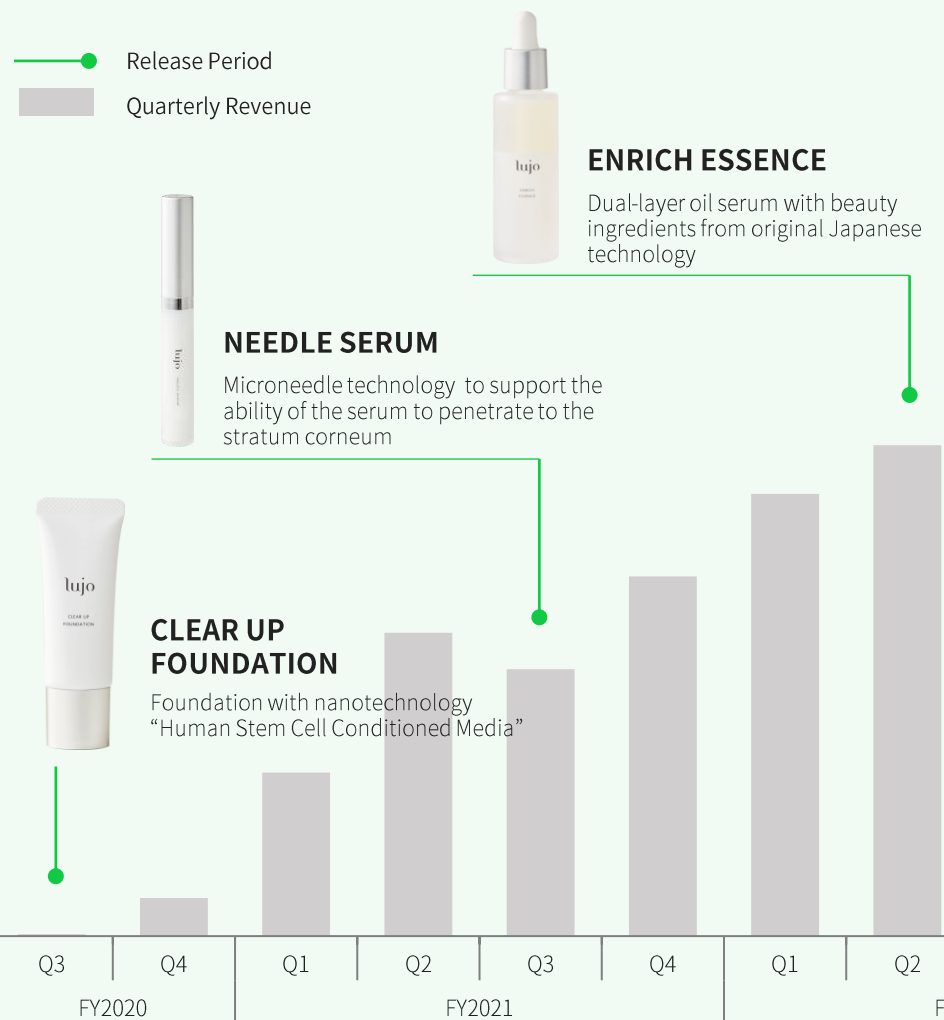 Release Period
Quarterly Revenue
lujo
ENRICH ESSENCE
Dual-layer oil serum with beauty
ingredients from original Japanese
technology
lujo
NEEDLE SERUM
Microneedle technology to support the
ability of the serum to penetrate to the
stratum corneum
lujo
CLEAR UP
FOUNDATION
CLEAR UP
FOUNDATION
Foundation with nanotechnology
“Human Stem Cell Conditioned Media”
Q3 Q4 Q1 Q2 Q3 Q4 Q1 Q2
FY2020 FY2021 F